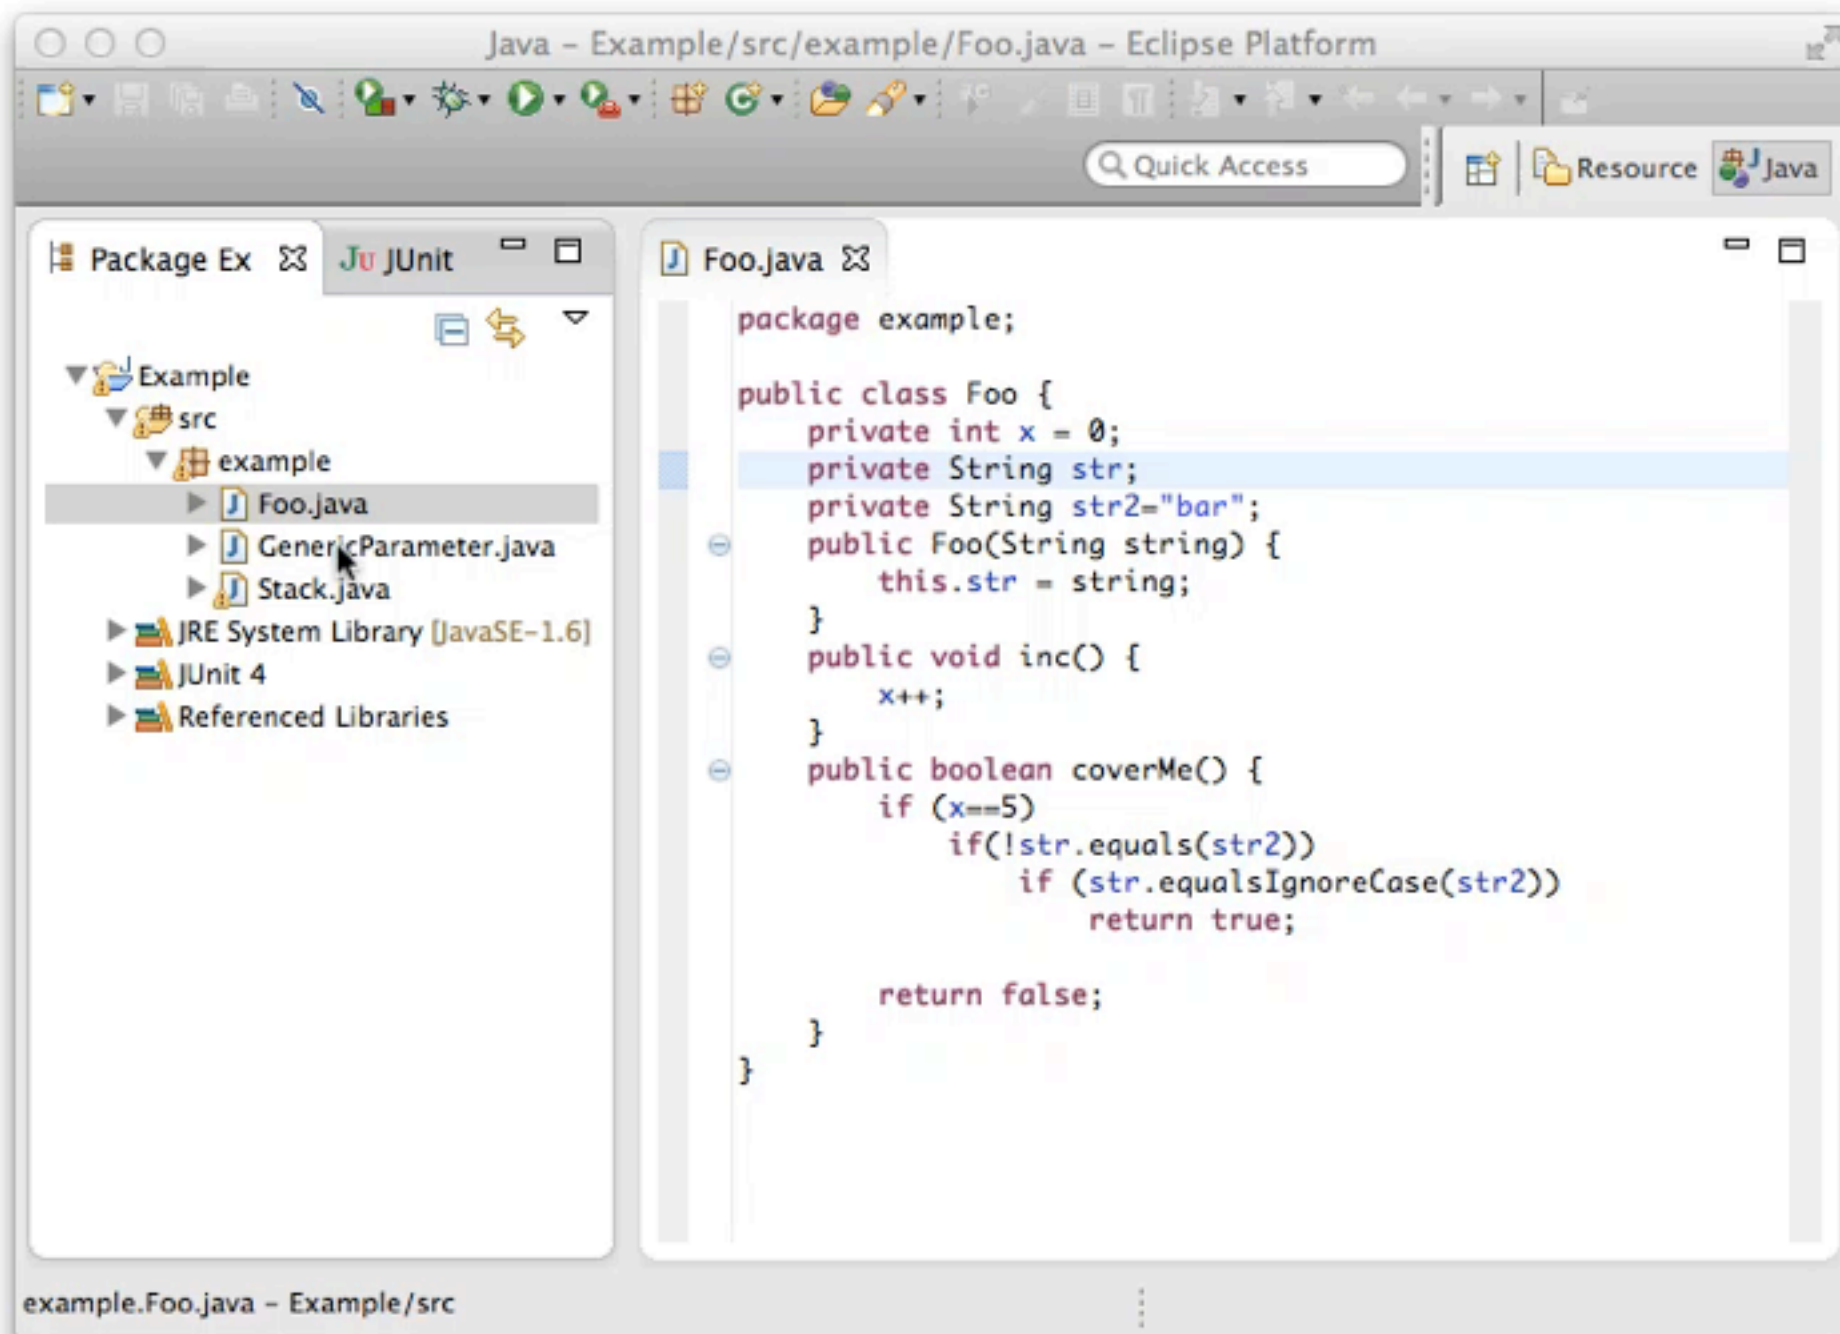 Java – Example/src/example/Foo.java – Eclipse Platform
Quick Access
Resource
Java
Package Ex
JUnit
Example
src
example
Foo.java
GenericParameter.java
Stack.java
JRE System Library [JavaSE-1.6]
JUnit 4
Referenced Libraries
Foo.java
package example;
public class Foo {
private int x = 0;
private String str;
private String str2="bar";
public Foo(String string) {
this.str = string;
}
public void inc() {
x++;
}
public boolean coverMe() {
if (x==5)
if(!str.equals(str2))
if (str.equalsIgnoreCase(str2))
return true;
return false;
}
}
example.Foo.java – Example/src